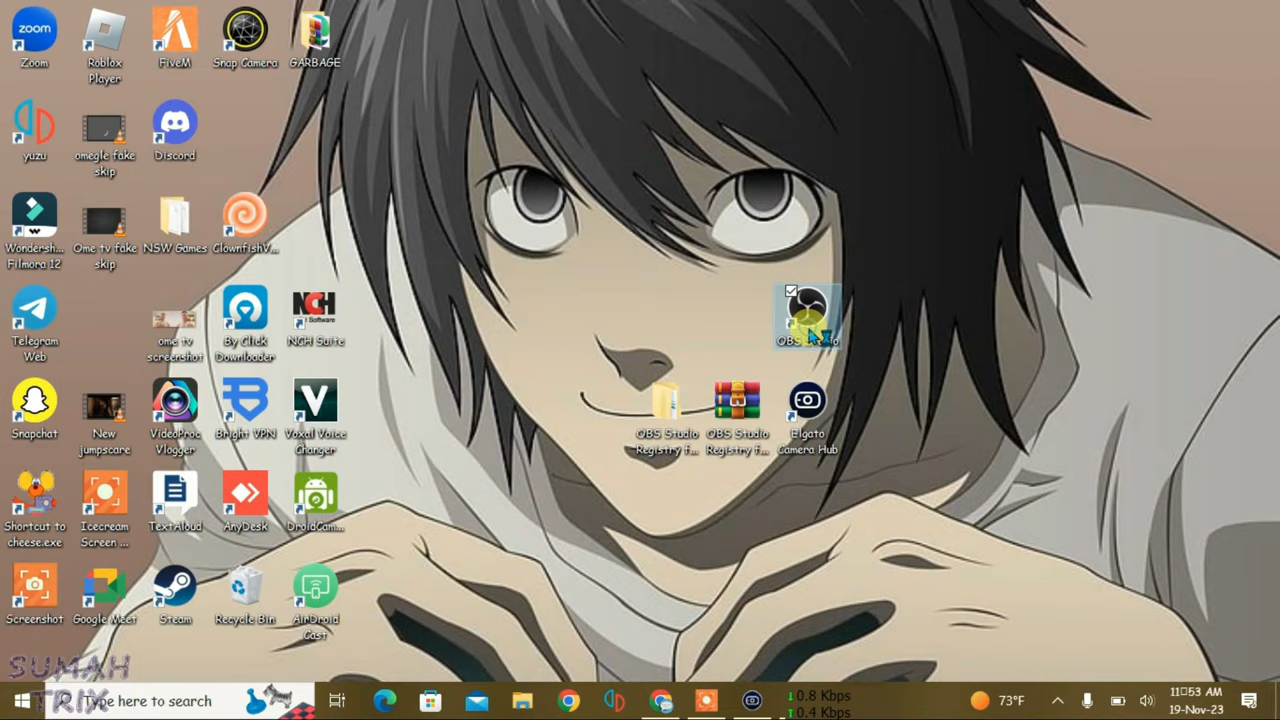 zoom
Zoom
Roblox
Player
FiveM
Snap Camera
GARBAGE
yuzu
omegle fake
skip
Discord
Wondersh...
Filmora 12
Ome tv fake
skip
NSW Games
ClownfishV...
Telegram
Web
ome tv
screenshot
By Click
Downloader
NCH
Software
NCH Suite
OBS Studio
Snapchat
New
jumpscare
VideoProc
Vlogger
Bright VPN
Voxal Voice
Changer
OBS Studio
Registry f...
OBS Studio
Registry f...
Elgato
Camera Hub
Shortcut to
cheese.exe
Icecream
Screen ...
TextAloud
AnyDesk
DroidCam...
Screenshot
Google Meet
Steam
Recycle Bin
AirDroid
Cast
SUMAH
TRIX
Type here to search
0.8 Kbps
0.4 Kbps
73°F
11:53 AM
19-Nov-23